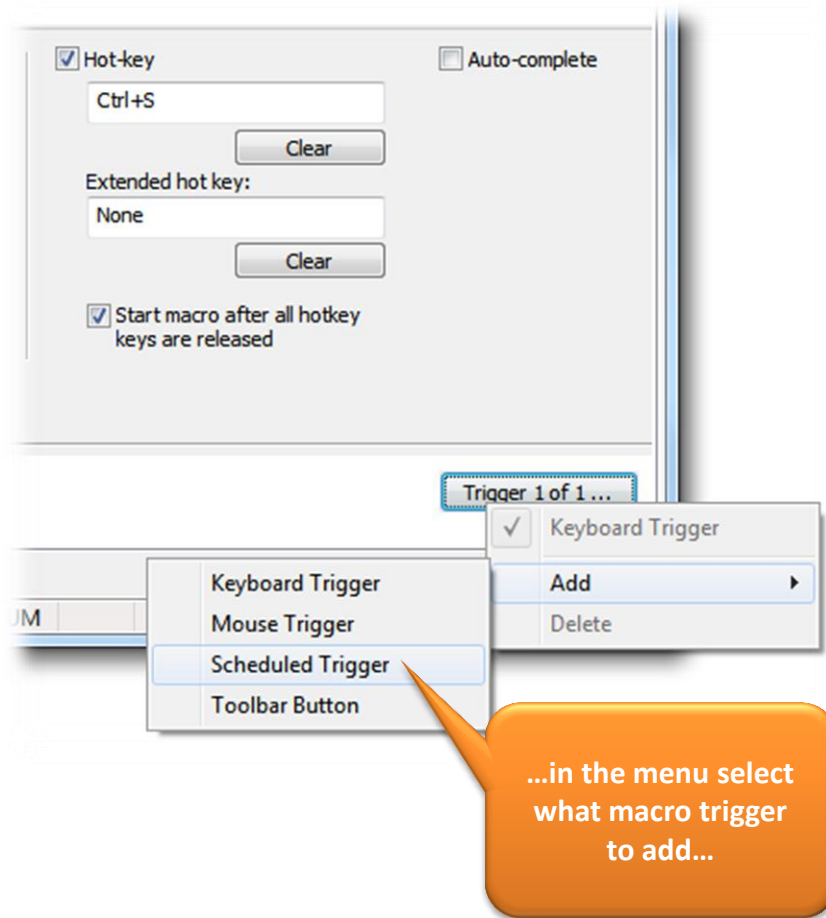 Hot-key
Auto-complete
Ctrl+S
Clear
Extended hot key:
None
Clear
Start macro after all hotkey
keys are released
Trigger 1 of 1 ...
Keyboard Trigger
Add
Delete
Keyboard Trigger
Mouse Trigger
Scheduled Trigger
Toolbar Button
...in the menu select
what macro trigger
to add...